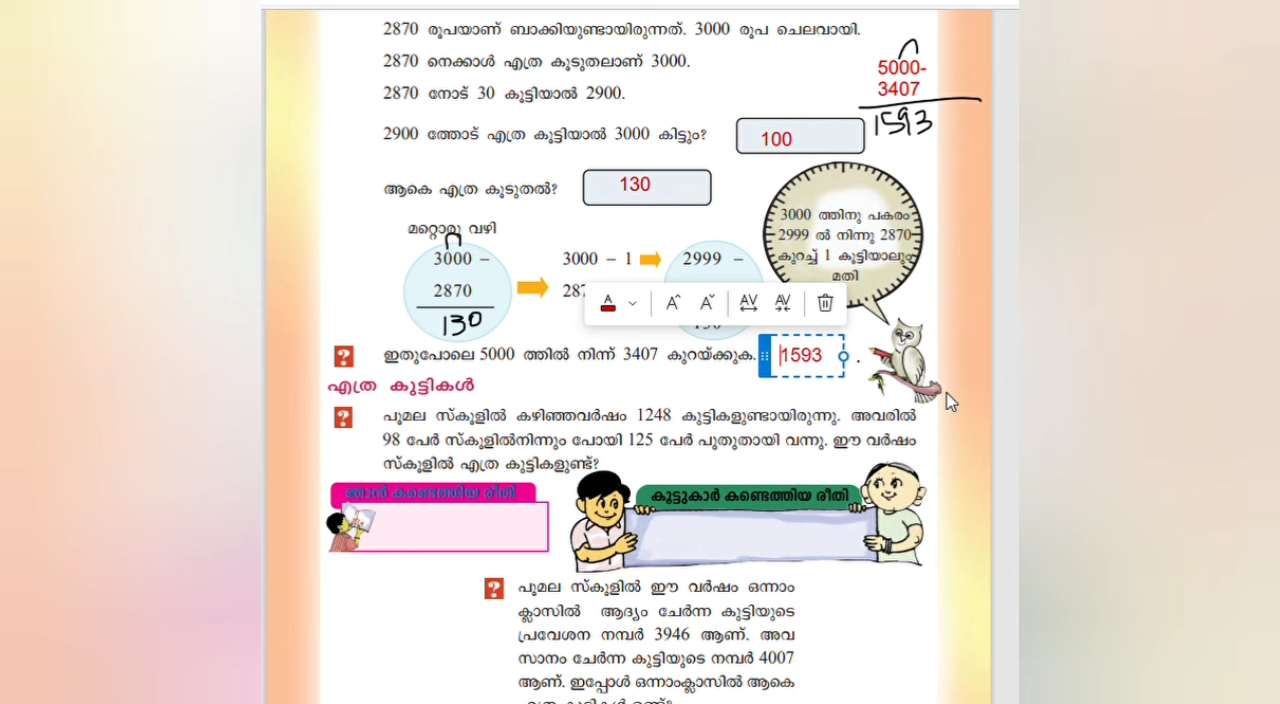 2870 രൂപയാണ് ബാക്കിയുണ്ടായിരുന്നത്. 3000 രൂപ ചെലവായി.
2870 നെക്കാൾ എത്ര കൂടുതലാണ് 3000.
2870 നോട് 30 കൂട്ടിയാൽ 2900.
5000-
3407
1593
2900 ത്തോട് എത്ര കൂട്ടിയാൽ 3000 കിട്ടും?
100
ആകെ എത്ര കൂടുതൽ?
130
3000 ത്തിനു പകരം
2999 ൽ നിന്നു 2870
കുറച്ച് 1 കൂട്ടിയാലും
മതി
മറ്റൊരു വഴി
3000 –
2870
130
3000 – 1
2999 –
ഇതുപോലെ 5000 ത്തിൽ നിന്ന് 3407 കുറയ്ക്കുക.
1593
എത്ര കുട്ടികൾ
പൂമല സ്കൂളിൽ കഴിഞ്ഞവർഷം 1248 കുട്ടികളുണ്ടായിരുന്നു. അവരിൽ
98 പേർ സ്കൂളിൽനിന്നും പോയി 125 പേർ പുതുതായി വന്നു. ഈ വർഷം
സ്കൂളിൽ എത്ര കുട്ടികളുണ്ട്?
ഞാൻ കണ്ടെത്തിയ രീതി
കൂട്ടുകാർ കണ്ടെത്തിയ രീതി
പൂമല സ്കൂളിൽ ഈ വർഷം ഒന്നാം
ക്ലാസിൽ ആദ്യം ചേർന്ന കുട്ടിയുടെ
പ്രവേശന നമ്പർ 3946 ആണ്. അവ
സാനം ചേർന്ന കുട്ടിയുടെ നമ്പർ 4007
ആണ്. ഇപ്പോൾ ഒന്നാംക്ലാസിൽ ആകെ